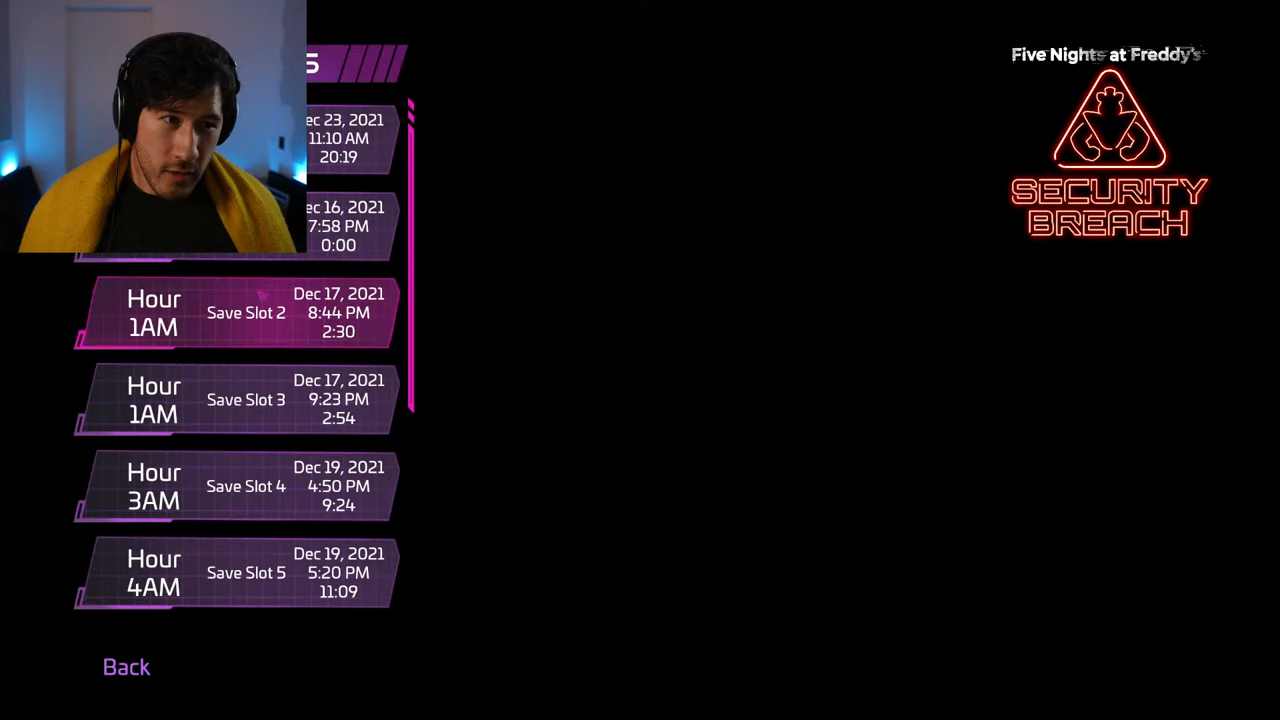 Five Nights at Freddy's
SECURITY
BREACH
S
ec 23, 2021
11:10 AM
20:19
ec 16, 2021
7:58 PM
0:00
Hour
1AM
Save Slot 2
Dec 17, 2021
8:44 PM
2:30
Hour
1AM
Save Slot 3
Dec 17, 2021
9:23 PM
2:54
Hour
3AM
Save Slot 4
Dec 19, 2021
4:50 PM
9:24
Hour
4AM
Save Slot 5
Dec 19, 2021
5:20 PM
11:09
Back